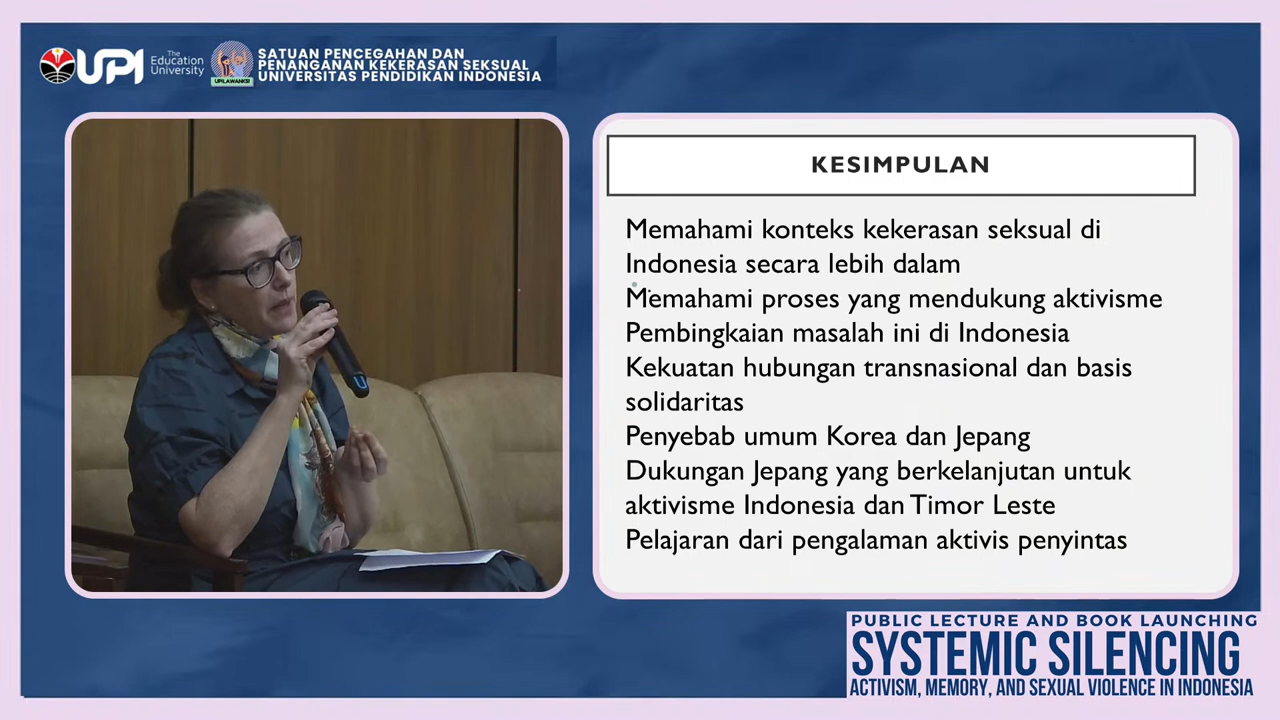 UPI
The
Education
University
UPILAWANKS!
SATUAN PENCEGAHAN DAN
PENANGANAN KEKERASAN SEKSUAL
UNIVERSITAS PENDIDIKAN INDONESIA
KESIMPULAN
Memahami konteks kekerasan seksual di
Indonesia secara lebih dalam
Memahami proses yang mendukung aktivisme
Pembingkaian masalah ini di Indonesia
Kekuatan hubungan transnasional dan basis
solidaritas
Penyebab umum Korea dan Jepang
Dukungan Jepang yang berkelanjutan untuk
aktivisme Indonesia dan Timor Leste
Pelajaran dari pengalaman aktivis penyintas
PUBLIC LECTURE AND BOOK LAUNCHING
SYSTEMIC SILENCING
ACTIVISM, MEMORY, AND SEXUAL VIOLENCE IN INDONESIA